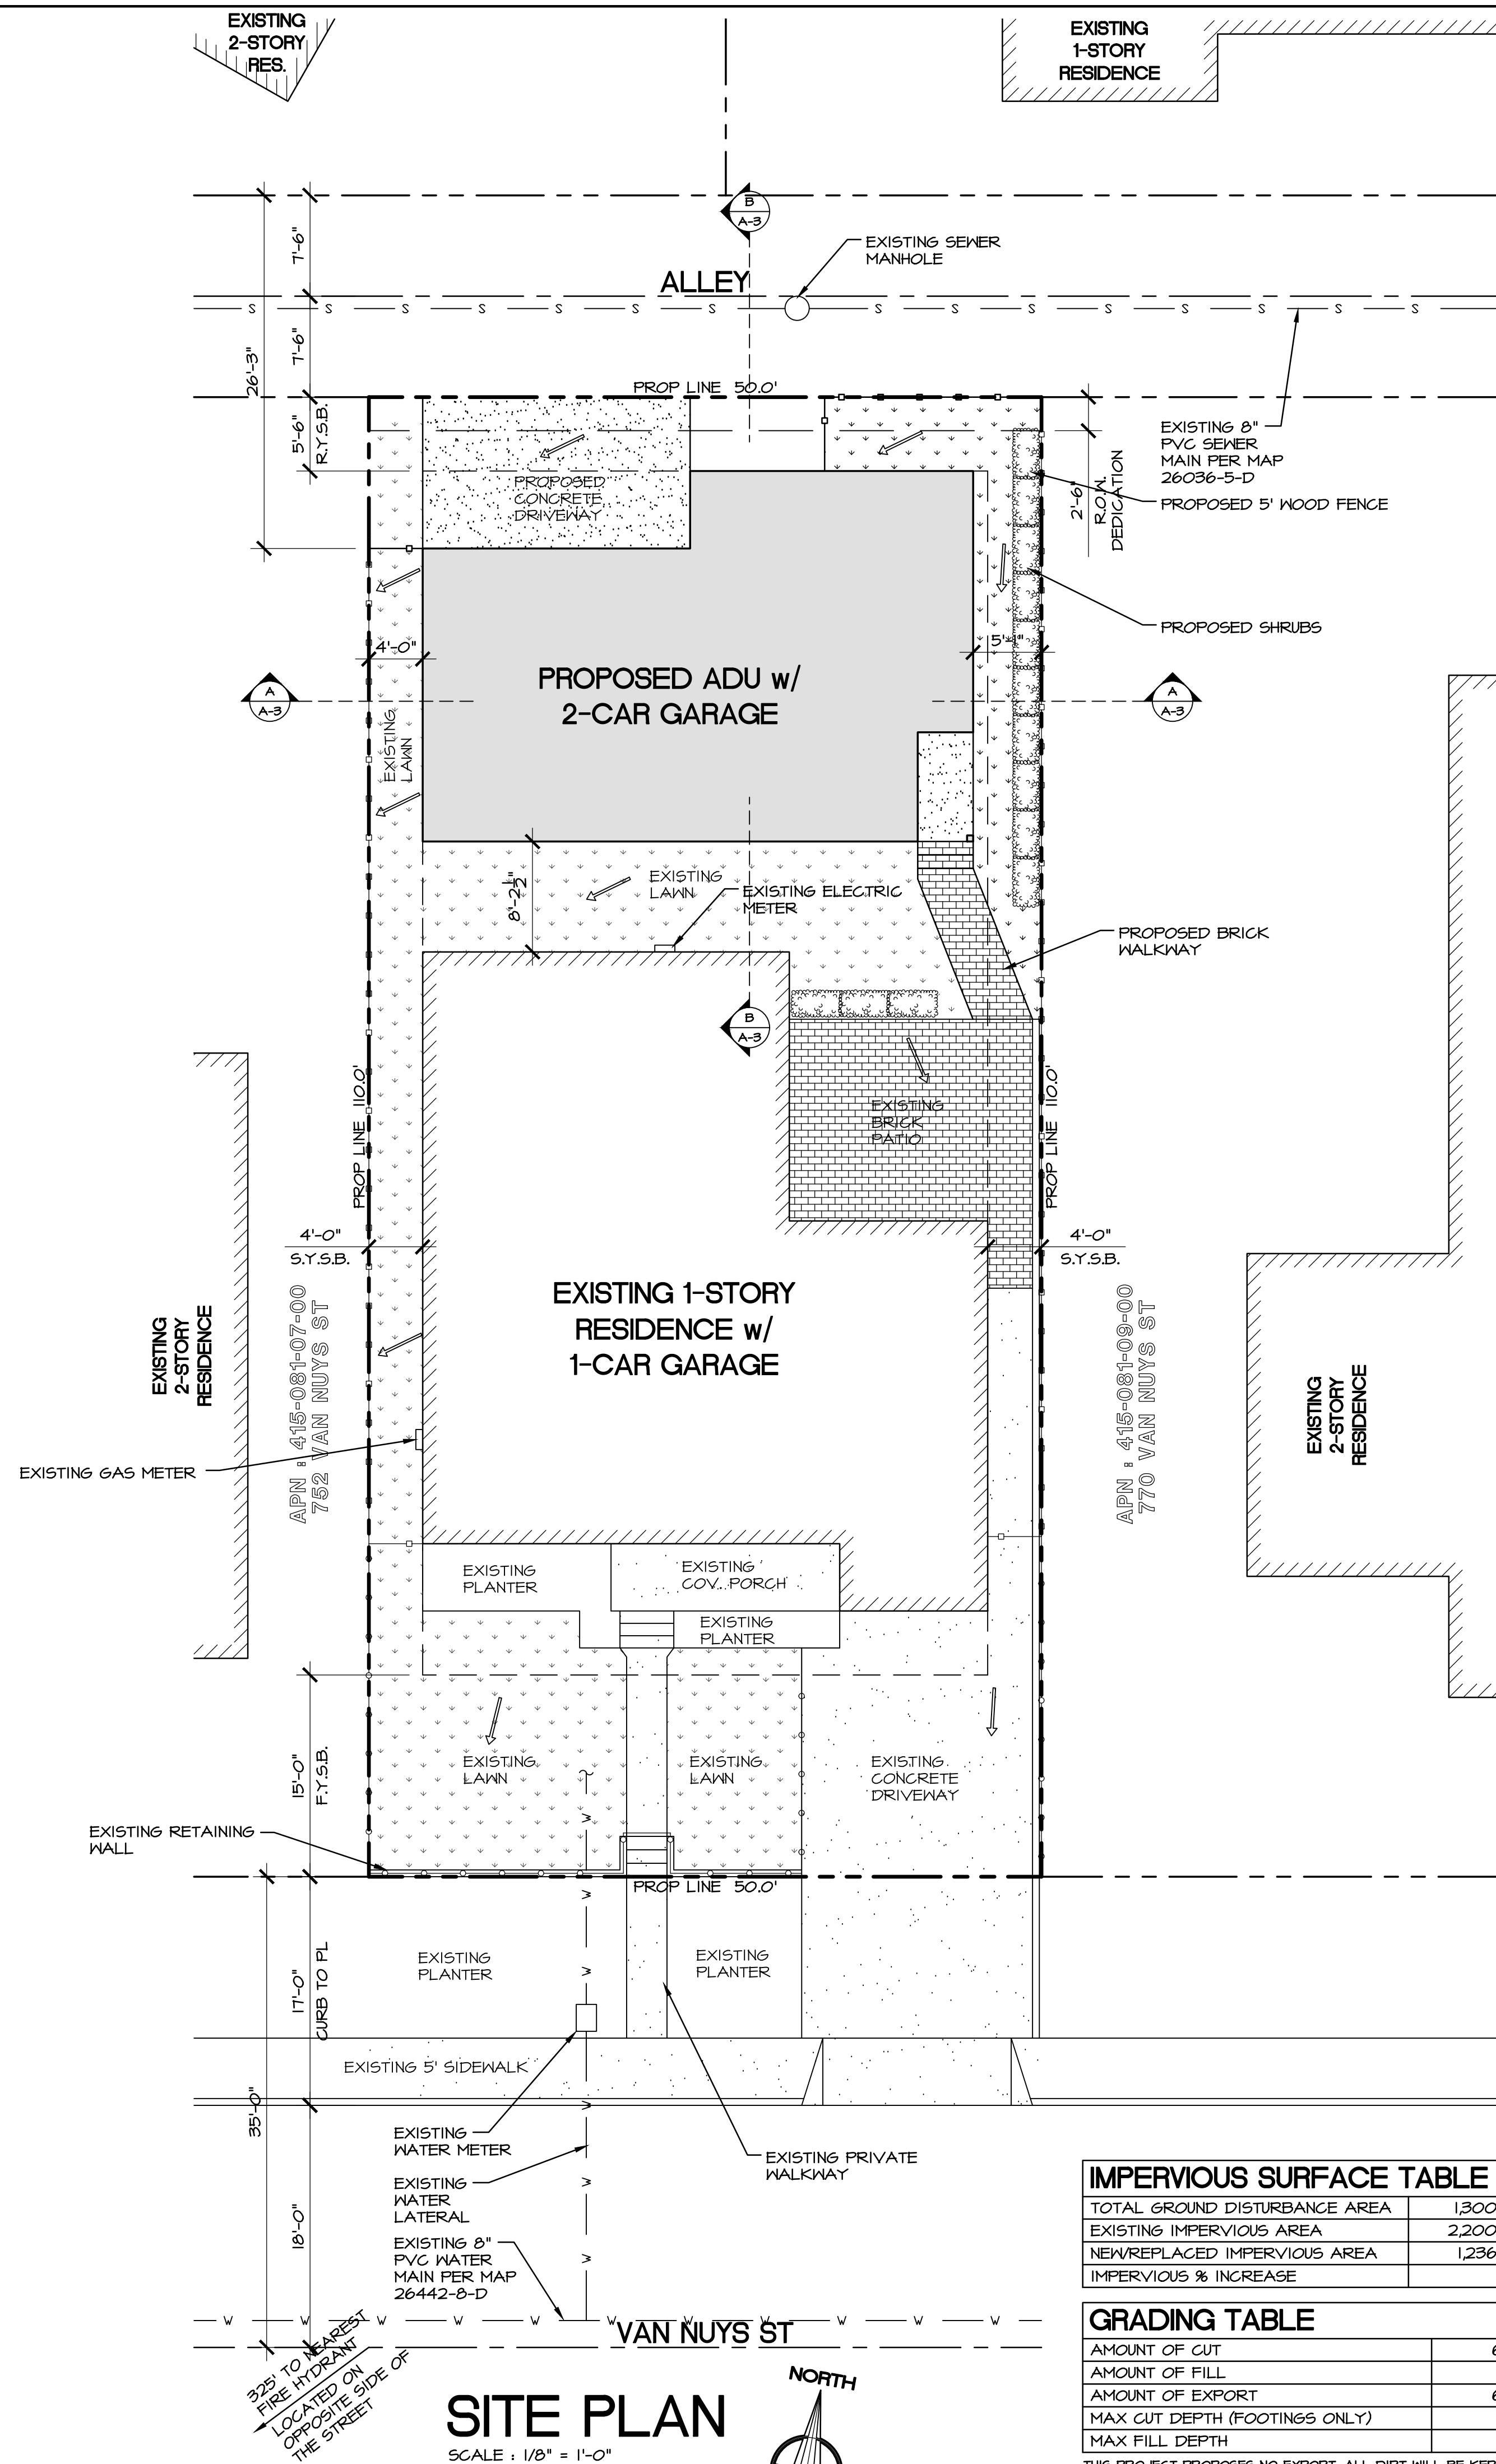 EXISTING
2-STORY
RES.
EXISTING
1-STORY
RESIDENCE
B
A-3
EXISTING SEWER
MANHOLE
ALLEY
7'-6"
7'-6"
26'-3"
5'-6"
R.Y.S.B.
S S S S S S S S S S S S S S S
PROP LINE 50.0'
EXISTING 8"
PVC SEWER
MAIN PER MAP
26036-5-D
2'-6"
R.O.W.
DEDICATION
PROPOSED 5' WOOD FENCE
PROPOSED
CONCRETE
DRIVEWAY
PROPOSED SHRUBS
4'-0"
5'-1"
PROPOSED ADU w/
2-CAR GARAGE
A
A-3
A
A-3
EXISTING
LAWN
8'-2½"
EXISTING
LAWN
EXISTING ELECTRIC
METER
PROPOSED BRICK
WALKWAY
B
A-3
PROP LINE 110.0'
PROP LINE 110.0'
EXISTING
BRICK
PATIO
4'-0"
S.Y.S.B.
4'-0"
S.Y.S.B.
EXISTING 1-STORY
RESIDENCE w/
1-CAR GARAGE
EXISTING
2-STORY
RESIDENCE
APN : 415-081-07-00
752 VAN NUYS ST
APN : 415-081-09-00
770 VAN NUYS ST
EXISTING
2-STORY
RESIDENCE
EXISTING GAS METER
EXISTING
PLANTER
EXISTING
COV. PORCH
EXISTING
PLANTER
15'-0"
F.Y.S.B.
EXISTING
LAWN
EXISTING
LAWN
EXISTING
CONCRETE
DRIVEWAY
EXISTING RETAINING
WALL
PROP LINE 50.0'
W W W W W W W
17'-0"
CURB TO PL
EXISTING
PLANTER
EXISTING
PLANTER
EXISTING 5' SIDEWALK
35'-0"
18'-0"
EXISTING
WATER METER
EXISTING PRIVATE
WALKWAY
EXISTING
WATER
LATERAL
EXISTING 8"
PVC WATER
MAIN PER MAP
26442-8-D
W W W W W W W W W W W
VAN NUYS ST
325' TO NEAREST
FIRE HYDRANT
LOCATED ON
OPPOSITE SIDE OF
THE STREET
SITE PLAN
SCALE : 1/8" = 1'-0"
NORTH
IMPERVIOUS SURFACE TABLE
TOTAL GROUND DISTURBANCE AREA 1,300
EXISTING IMPERVIOUS AREA 2,200
NEW/REPLACED IMPERVIOUS AREA 1,236
IMPERVIOUS % INCREASE
GRADING TABLE
AMOUNT OF CUT
AMOUNT OF FILL
AMOUNT OF EXPORT
MAX CUT DEPTH (FOOTINGS ONLY)
MAX FILL DEPTH